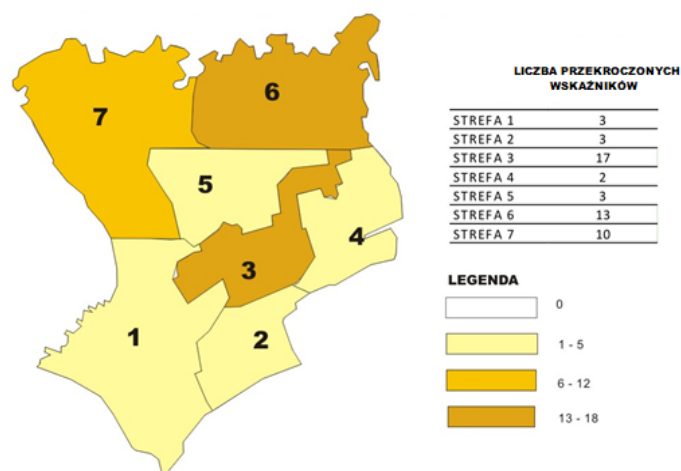 6
7
5
4
3
1
2
LICZBA PRZEKROCZONYCH
WSKAŹNIKÓW
STREFA 1 3
STREFA 2 3
STREFA 3 17
STREFA 4 2
STREFA 5 3
STREFA 6 13
STREFA 7 10
LEGENDA
0
1 - 5
6 - 12
13 - 18